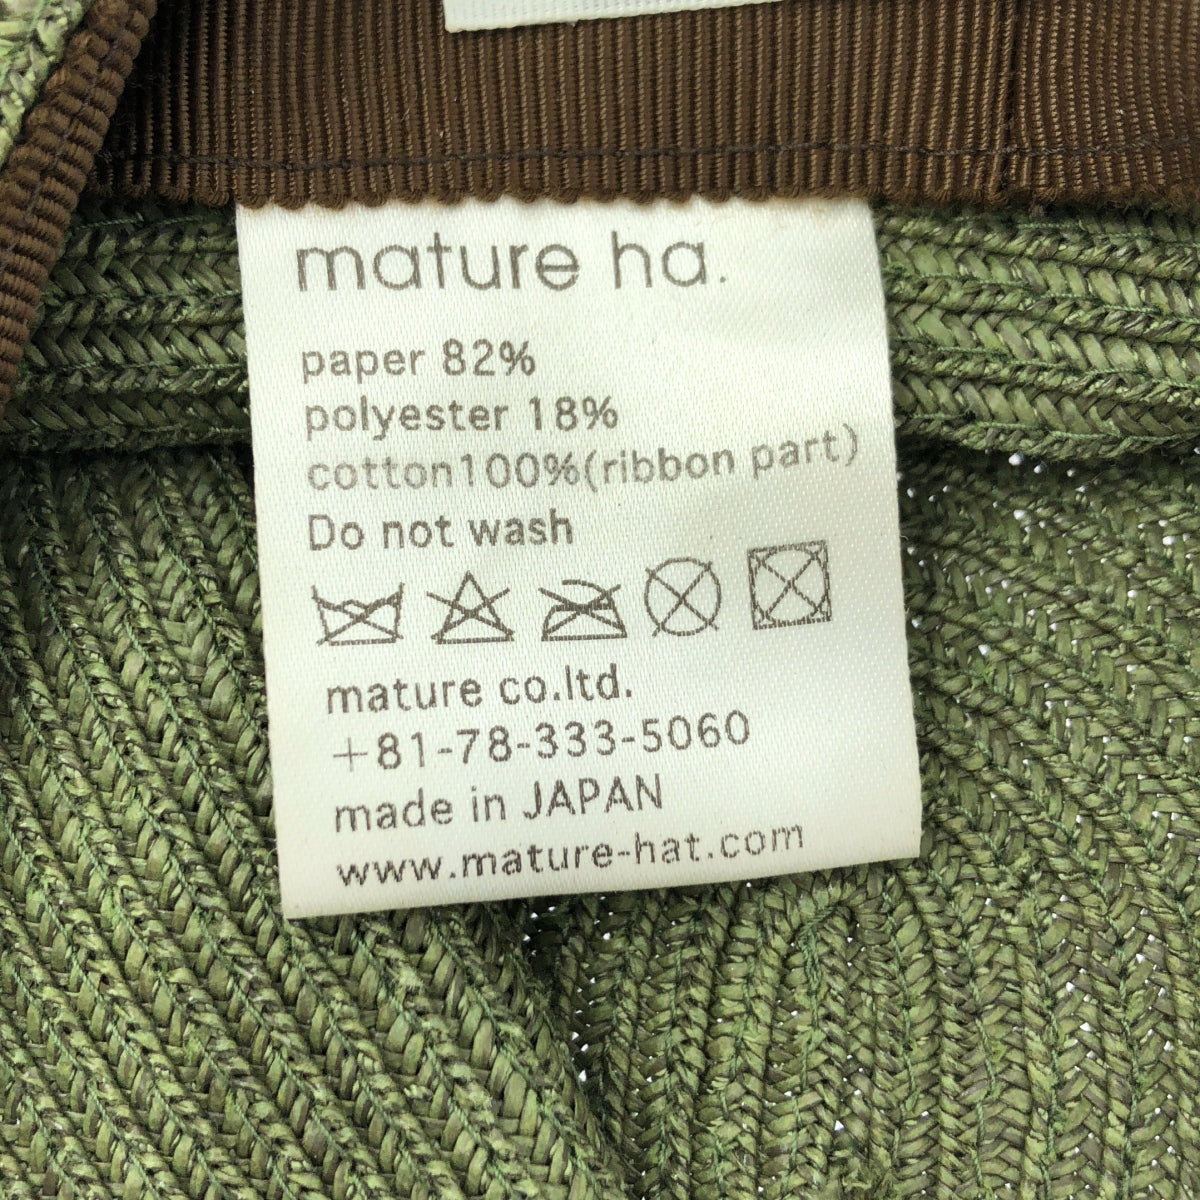 mature ha.
paper 82%
polyester 18%
cotton100%(ribbon part)
Do not wash
mature co.ltd.
+81-78-333-5060
made in JAPAN
www.mature-hat.com